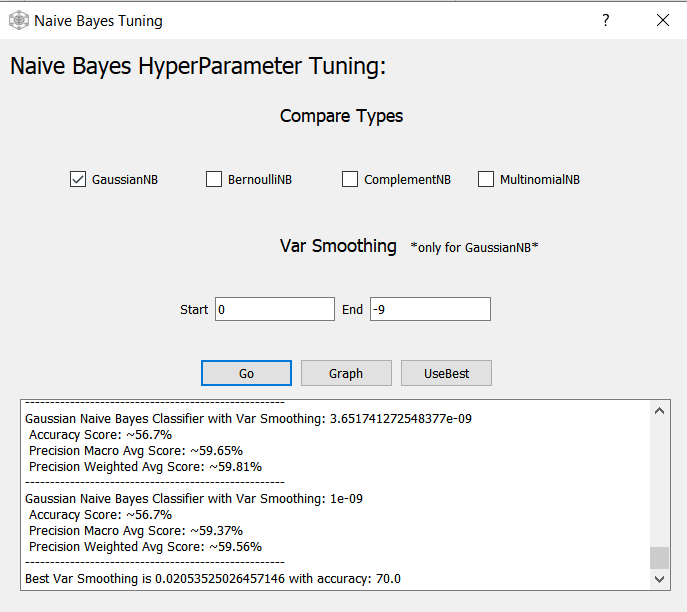 Naive Bayes Tuning
?
Naive Bayes HyperParameter Tuning:
Compare Types
GaussianNB BernoulliNB ComplementNB MultinomialNB
Var Smoothing *only for GaussianNB*
Start 0 End -9
Go Graph UseBest
----------------------------------------------------
Gaussian Naive Bayes Classifier with Var Smoothing: 3.651741272548377e-09
Accuracy Score: ~56.7%
Precision Macro Avg Score: ~59.65%
Precision Weighted Avg Score: ~59.81%
----------------------------------------------------
Gaussian Naive Bayes Classifier with Var Smoothing: 1e-09
Accuracy Score: ~56.7%
Precision Macro Avg Score: ~59.37%
Precision Weighted Avg Score: ~59.56%
----------------------------------------------------
Best Var Smoothing is 0.02053525026457146 with accuracy: 70.0